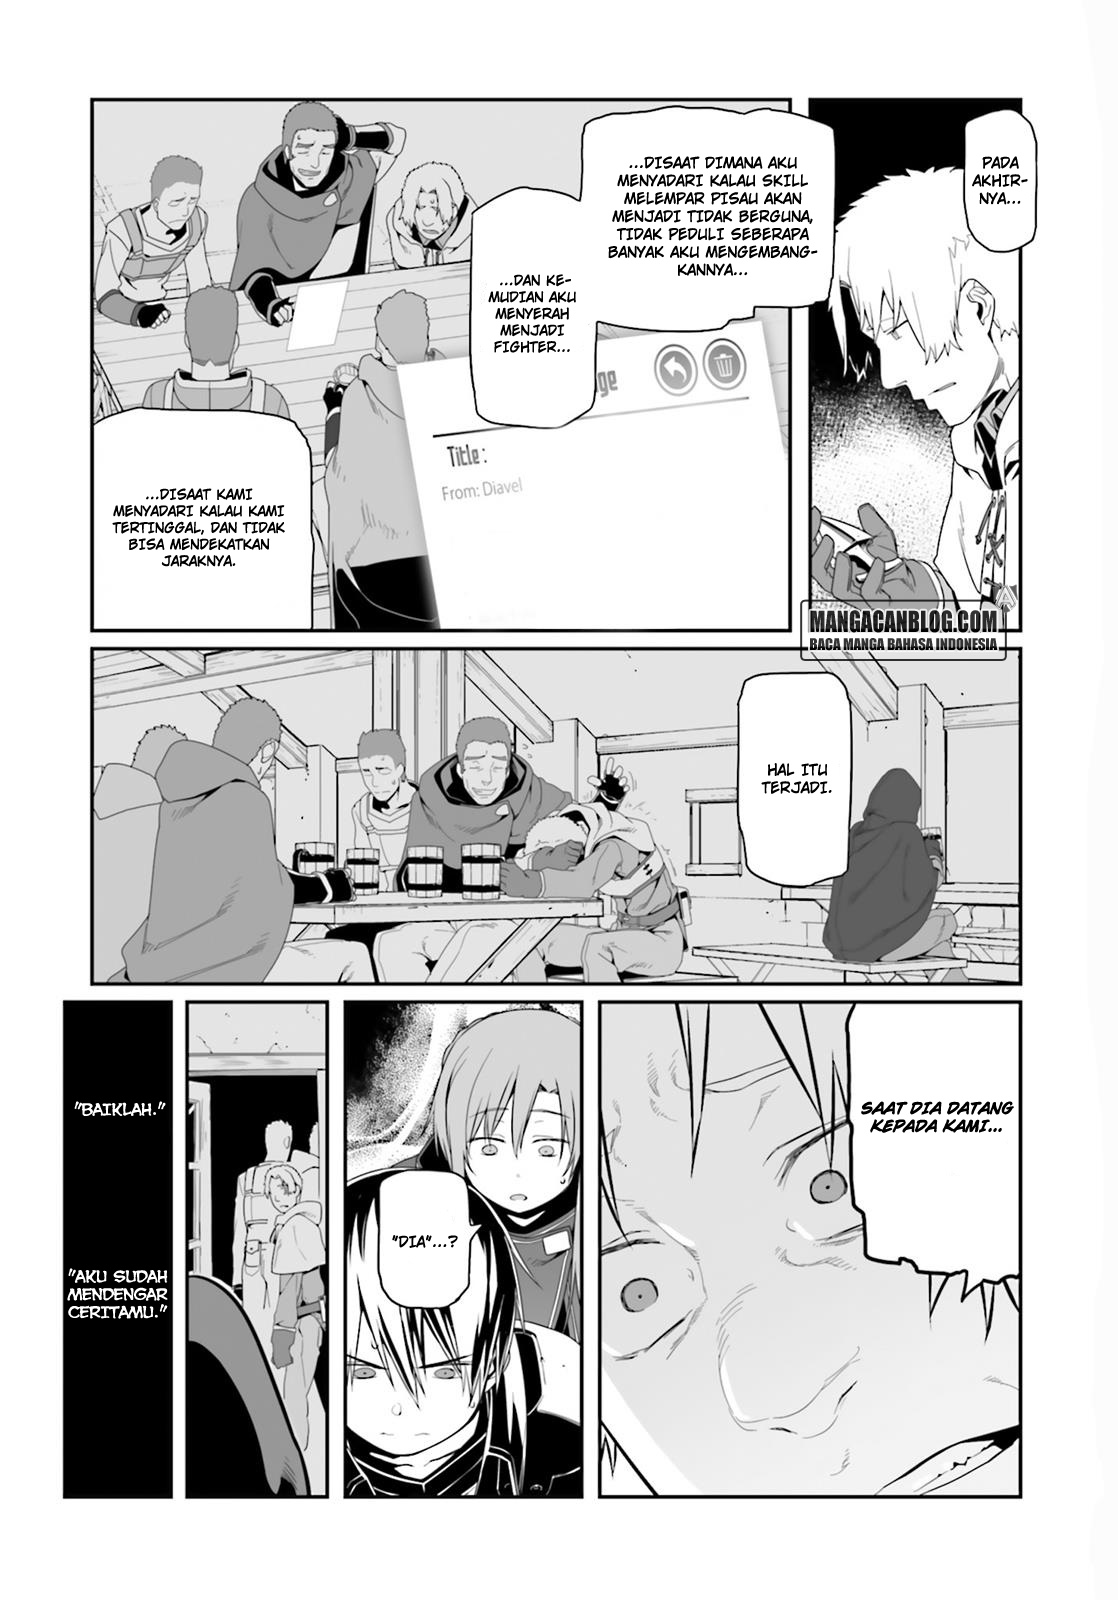 PADA
AKHIR-
NYA...
...DISAAT DIMANA AKU
MENYADARI KALAU SKILL
MELEMPAR PISAU AKAN
MENJADI TIDAK BERGUNA,
TIDAK PEDULI SEBERAPA
BANYAK AKU MENGEMBANG-
KANNYA...
...DAN KE-
MUDIAN AKU
MENYERAH
MENJADI
FIGHTER...
ge
Title :
From: Diavel
...DISAAT KAMI
MENYADARI KALAU KAMI
TERTINGGAL, DAN TIDAK
BISA MENDEKATKAN
JARAKNYA.
MANGACANBLOG.COM
BACA MANGA BAHASA INDONESIA
HAL ITU
TERJADI.
SAAT DIA DATANG
KEPADA KAMI...
"DIA"...?
"BAIKLAH."
"AKU SUDAH
MENDENGAR
CERITAMU."